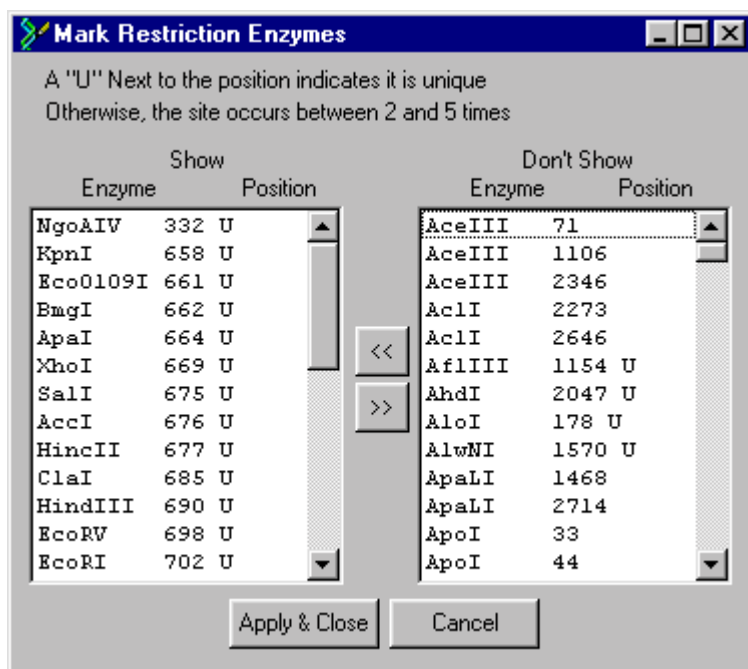 Mark Restriction Enzymes
A "U" Next to the position indicates it is unique
Otherwise, the site occurs between 2 and 5 times
Show
Enzyme Position
NgoAIV 332 U
KpnI 658 U
EcoO109I 661 U
BmgI 662 U
ApaI 664 U
XhoI 669 U
SalI 675 U
AccI 676 U
HincII 677 U
ClaI 685 U
HindIII 690 U
EcoRV 698 U
EcoRI 702 U
<<
>>
Don't Show
Enzyme Position
AceIII 71
AceIII 1106
AceIII 2346
AclI 2273
AclI 2646
AflIII 1154 U
AhdI 2047 U
AloI 178 U
AlwNI 1570 U
ApaLI 1468
ApaLI 2714
ApoI 33
ApoI 44
Apply & Close
Cancel